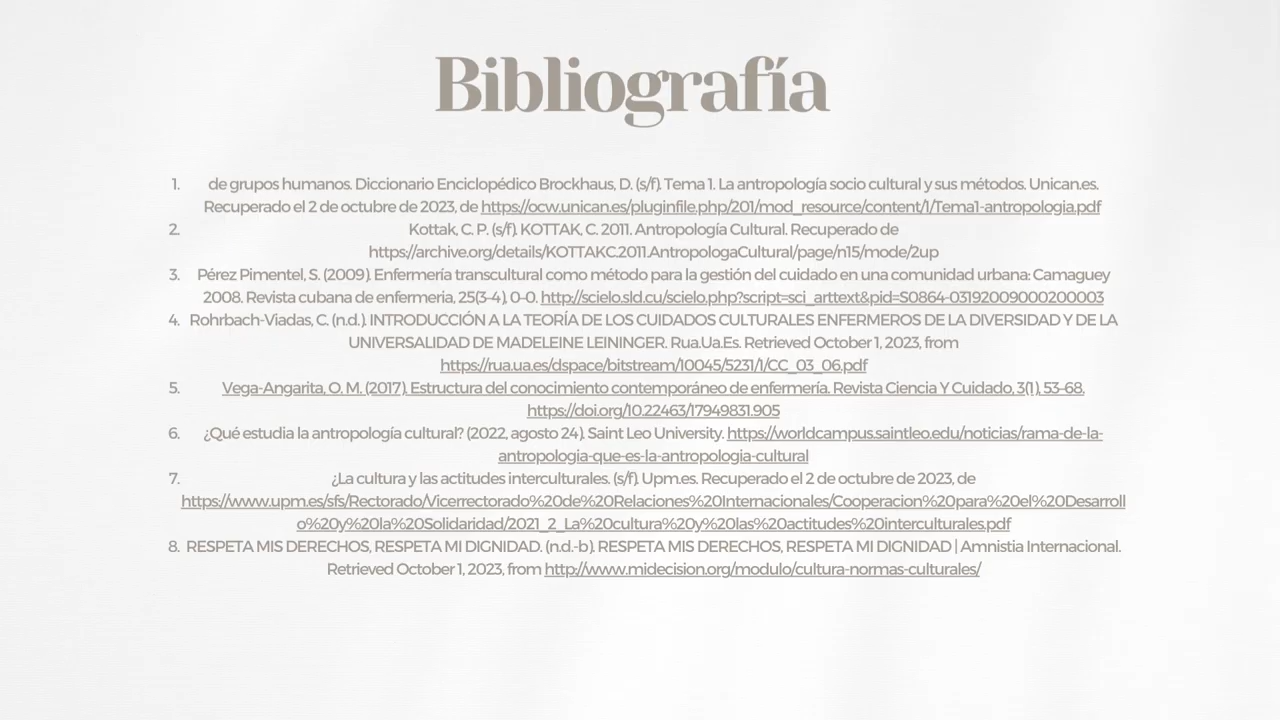 Bibliografía
1. de grupos humanos. Diccionario Enciclopédico Brockhaus, D. (s/f). Tema 1. La antropología socio cultural y sus métodos. Unican.es.
Recuperado el 2 de octubre de 2023, de https://ocw.unican.es/pluginfile.php/201/mod_resource/content/1/Tema1-antropologia.pdf
2. Kottak, C. P. (s/f). KOTTAK, C. 2011. Antropología Cultural. Recuperado de
https://archive.org/details/KOTTAKC.2011.AntropologaCultural/page/n15/mode/2up
3. Pérez Pimentel, S. (2009). Enfermería transcultural como método para la gestión del cuidado en una comunidad urbana: Camaguey
2008. Revista cubana de enfermeria, 25(3-4), 0–0. http://scielo.sld.cu/scielo.php?script=sci_arttext&pid=S0864-03192009000200003
4. Rohrbach-Viadas, C. (n.d.). INTRODUCCIÓN A LA TEORÍA DE LOS CUIDADOS CULTURALES ENFERMEROS DE LA DIVERSIDAD Y DE LA
UNIVERSALIDAD DE MADELEINE LEININGER. Rua.Ua.Es. Retrieved October 1, 2023, from
https://rua.ua.es/dspace/bitstream/10045/5231/1/CC_03_06.pdf
5. Vega-Angarita, O. M. (2017). Estructura del conocimiento contemporáneo de enfermería. Revista Ciencia Y Cuidado, 3(1), 53–68.
https://doi.org/10.22463/17949831.905
6. ¿Qué estudia la antropología cultural? (2022, agosto 24). Saint Leo University. https://worldcampus.saintleo.edu/noticias/rama-de-la-
antropologia-que-es-la-antropologia-cultural
7. ¿La cultura y las actitudes interculturales. (s/f). Upm.es. Recuperado el 2 de octubre de 2023, de
https://www.upm.es/sfs/Rectorado/Vicerrectorado%20de%20Relaciones%20Internacionales/Cooperacion%20para%20el%20Desarroll
o%20y%20la%20Solidaridad/2021_2_La%20cultura%20y%20las%20actitudes%20interculturales.pdf
8. RESPETA MIS DERECHOS, RESPETA MI DIGNIDAD. (n.d.-b). RESPETA MIS DERECHOS, RESPETA MI DIGNIDAD | Amnistia Internacional.
Retrieved October 1, 2023, from http://www.midecision.org/modulo/cultura-normas-culturales/